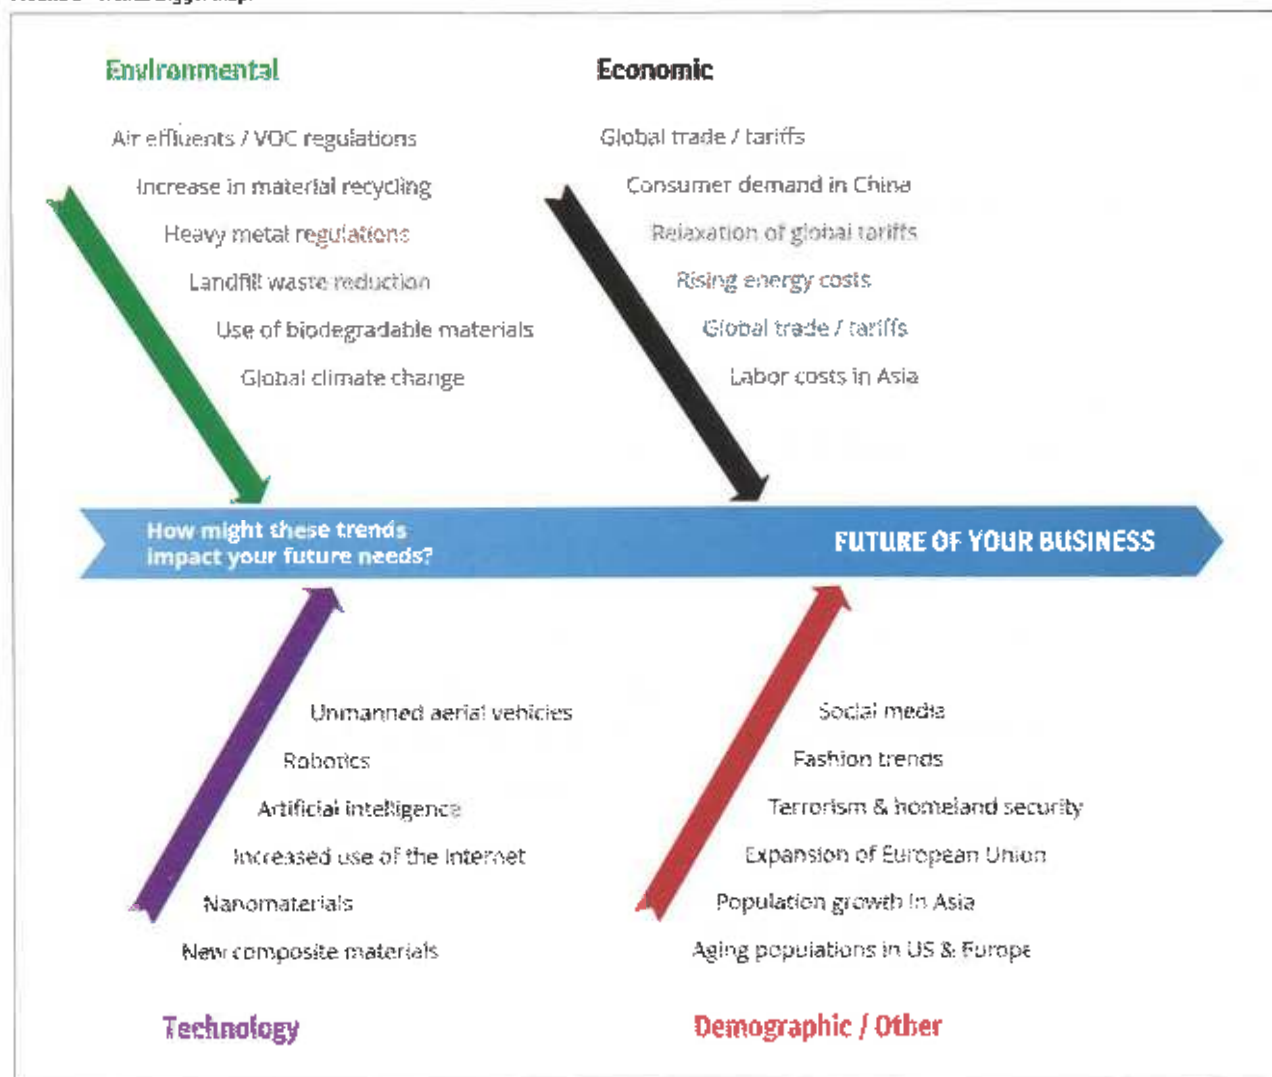 Environmental
Air effluents / VOC regulations
Increase in material recycling
Heavy metal regulations
Landfill waste reduction
Use of biodegradable materials
Global climate change
Economic
Global trade / tariffs
Consumer demand in China
Relaxation of global tariffs
Rising energy costs
Global trade / tariffs
Labor costs in Asia
How might these trends
impact your future needs?
FUTURE OF YOUR BUSINESS
Unmanned aerial vehicles
Robotics
Artificial intelligence
Increased use of the Internet
Nanomaterials
New composite materials
Technology
Social media
Fashion trends
Terrorism & homeland security
Expansion of European Union
Population growth in Asia
Aging populations in US & Europe
Demographic / Other